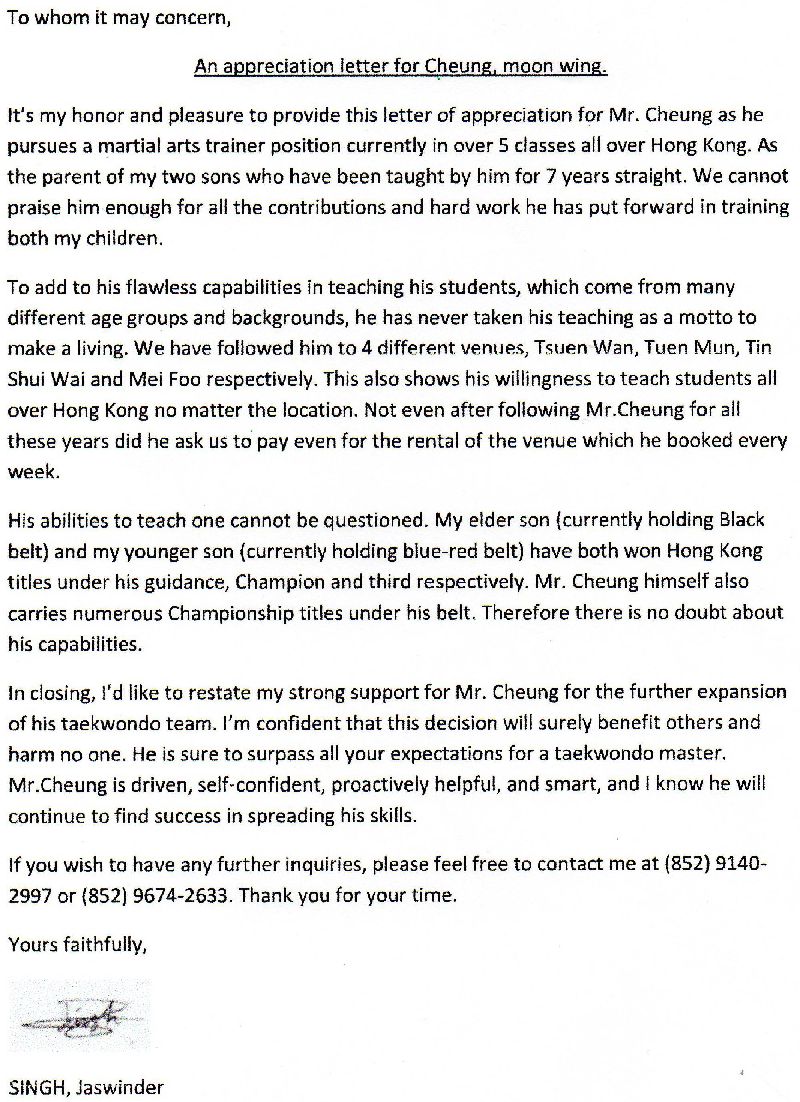 To whom it may concern,
An appreciation letter for Cheung, moon wing.
It's my honor and pleasure to provide this letter of appreciation for Mr. Cheung as he
pursues a martial arts trainer position currently in over 5 classes all over Hong Kong. As
the parent of my two sons who have been taught by him for 7 years straight. We cannot
praise him enough for all the contributions and hard work he has put forward in training
both my children.
To add to his flawless capabilities in teaching his students, which come from many
different age groups and backgrounds, he has never taken his teaching as a motto to
make a living. We have followed him to 4 different venues, Tsuen Wan, Tuen Mun, Tin
Shui Wai and Mei Foo respectively. This also shows his willingness to teach students all
over Hong Kong no matter the location. Not even after following Mr.Cheung for all
these years did he ask us to pay even for the rental of the venue which he booked every
week.
His abilities to teach one cannot be questioned. My elder son (currently holding Black
belt) and my younger son (currently holding blue-red belt) have both won Hong Kong
titles under his guidance, Champion and third respectively. Mr. Cheung himself also
carries numerous Championship titles under his belt. Therefore there is no doubt about
his capabilities.
In closing, I'd like to restate my strong support for Mr. Cheung for the further expansion
of his taekwondo team. I'm confident that this decision will surely benefit others and
harm no one. He is sure to surpass all your expectations for a taekwondo master.
Mr.Cheung is driven, self-confident, proactively helpful, and smart, and I know he will
continue to find success in spreading his skills.
If you wish to have any further inquiries, please feel free to contact me at (852) 9140-
2997 or (852) 9674-2633. Thank you for your time.
Yours faithfully,
SINGH, Jaswinder